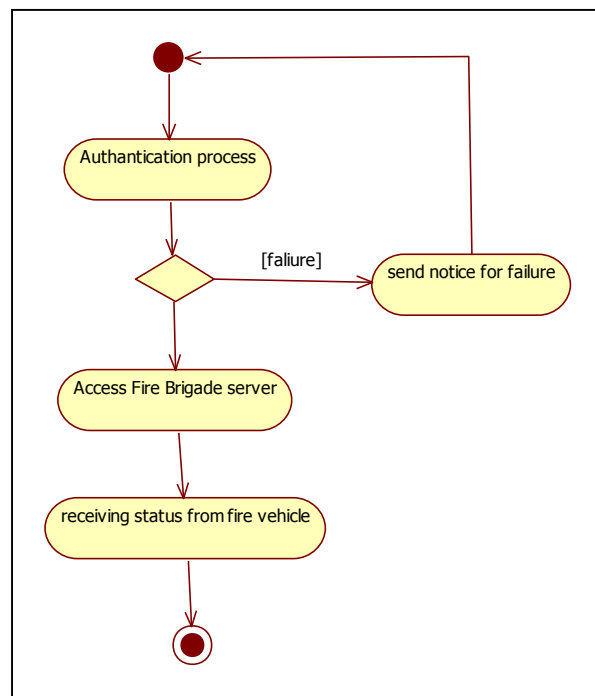 Authantication process
[faliure]
send notice for failure
Access Fire Brigade server
receiving status from fire vehicle